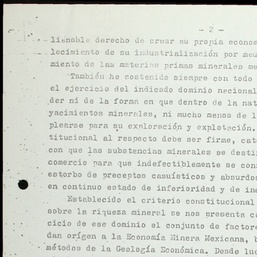 - 2 -
lienable derecho de crear su propia econo
lecimiento de su industrialización por me
miento de las materias primas minerales
También ha sostenido siempre con todo
el ejercicio del indicado dominio nacional
der ni de la forma en que dentro de la nat
yacimientos minerales, ni mucho menos de l
plearse para su exploración y explotación.
titucional al respecto debe ser firme, cat
con que las substancias minerales se desti
comercio para que indefectiblemente se con
estorbo de preceptos casuísticos y absurdo
en continuo estado de inferioridad y de in
Establecido el criterio constitucional
sobre la riqueza mineral se nos presenta c
cicio de ese dominio el conjunto de factore
dan origen a la Economía Minera Mexicana, b
métodos de la Geología Económica. Desde lu